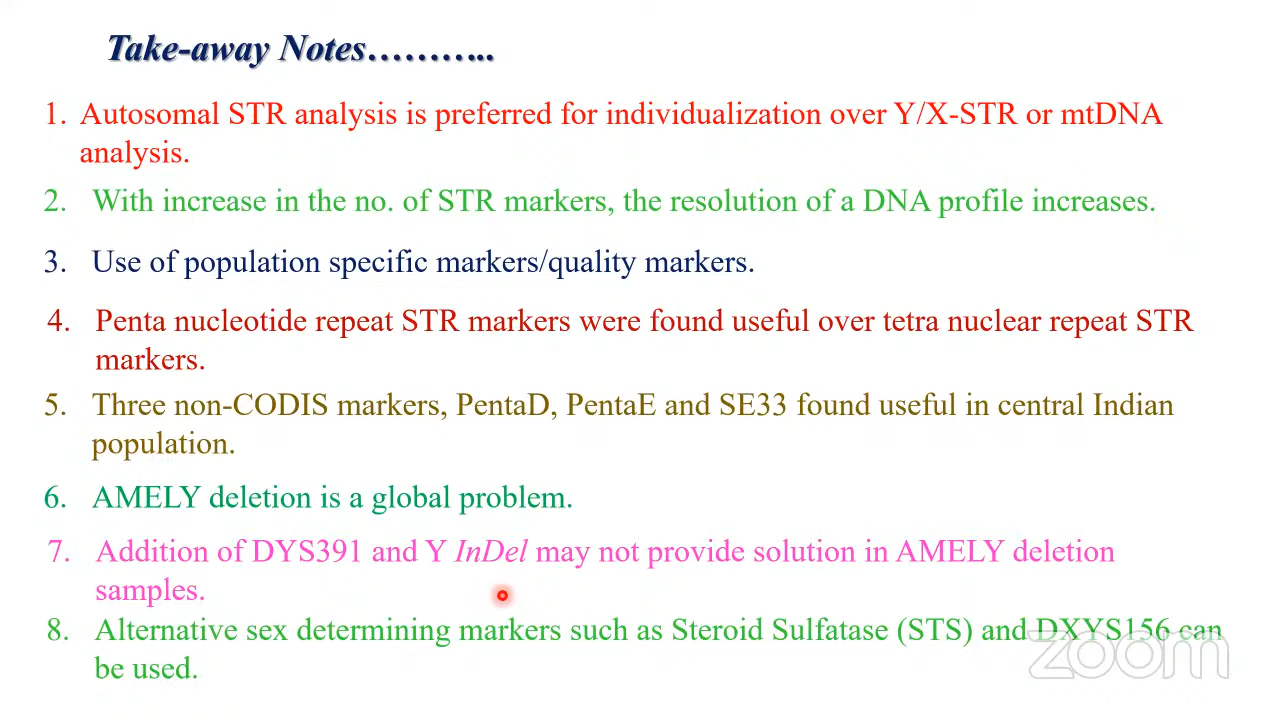 Take-away Notes………..
1. Autosomal STR analysis is preferred for individualization over Y/X-STR or mtDNA
analysis.
2. With increase in the no. of STR markers, the resolution of a DNA profile increases.
3. Use of population specific markers/quality markers.
4. Penta nucleotide repeat STR markers were found useful over tetra nuclear repeat STR
markers.
5. Three non-CODIS markers, PentaD, PentaE and SE33 found useful in central Indian
population.
6. AMELY deletion is a global problem.
7. Addition of DYS391 and Y InDel may not provide solution in AMELY deletion
samples.
8. Alternative sex determining markers such as Steroid Sulfatase (STS) and DXYS156 can
be used.
zoom